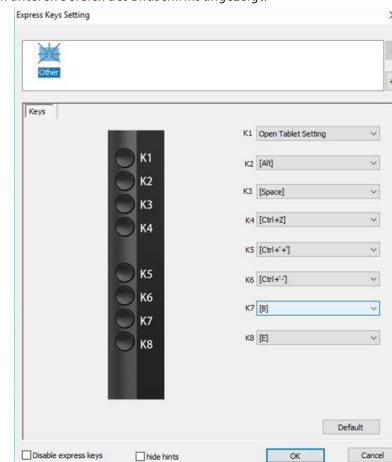 Express Keys Setting
Other
Keys
K1
K2
K3
K4
K5
K6
K7
K8
K1 Open Tablet Setting
K2 [Alt]
K3 [Space]
K4 [Ctrl+Z]
K5 [Ctrl+'+']
K6 [Ctrl+'-']
K7 [B]
K8 [E]
Default
Disable express keys hide hints OK Cancel